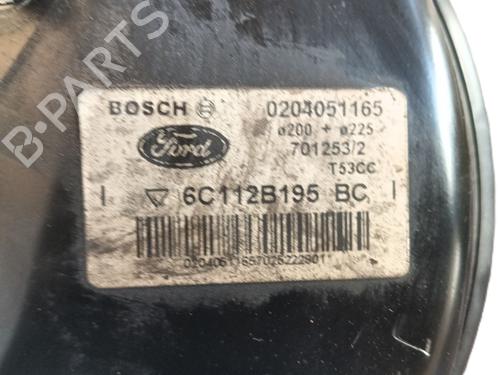 BOSCH 0204051165
ø200 + ø225
701253/2
Ford T53CC
6C112B195 BC
B-PARTS